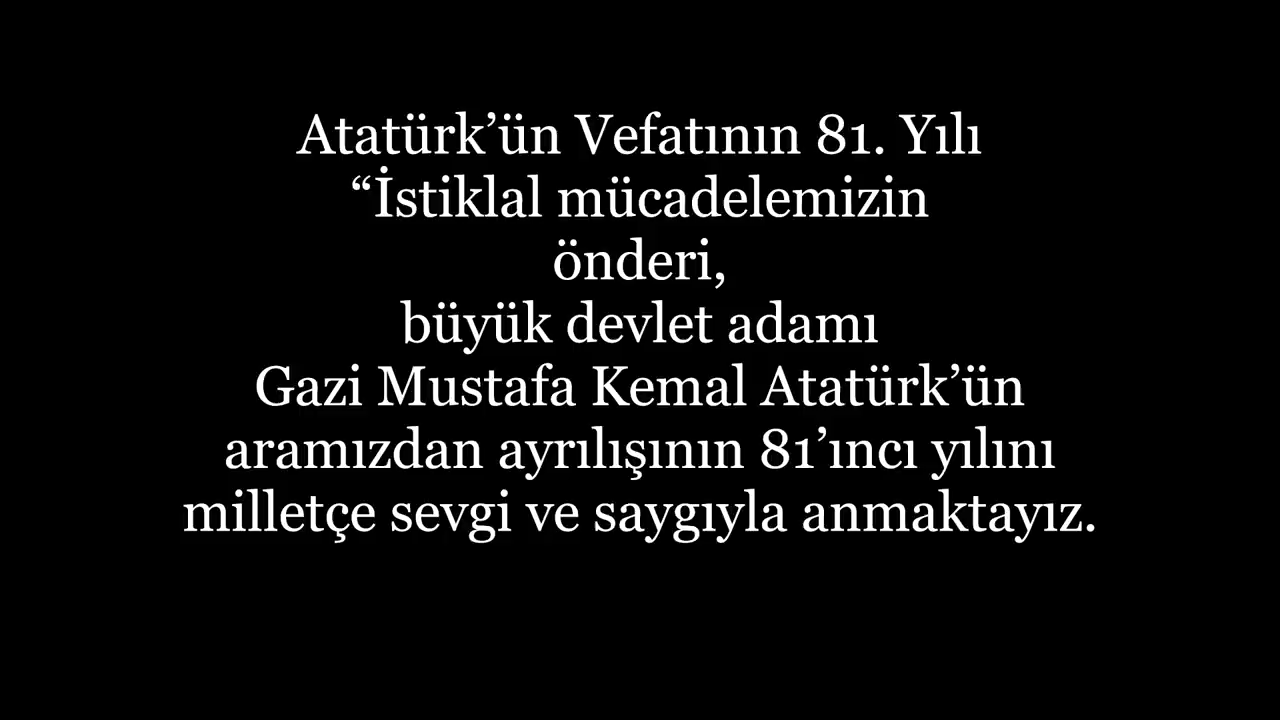 Atatürk’ün Vefatının 81. Yılı
“İstiklal mücadelemizin
önderi,
büyük devlet adamı
Gazi Mustafa Kemal Atatürk’ün
aramızdan ayrılışının 81’ıncı yılını
milletçe sevgi ve saygıyla anmaktayız.